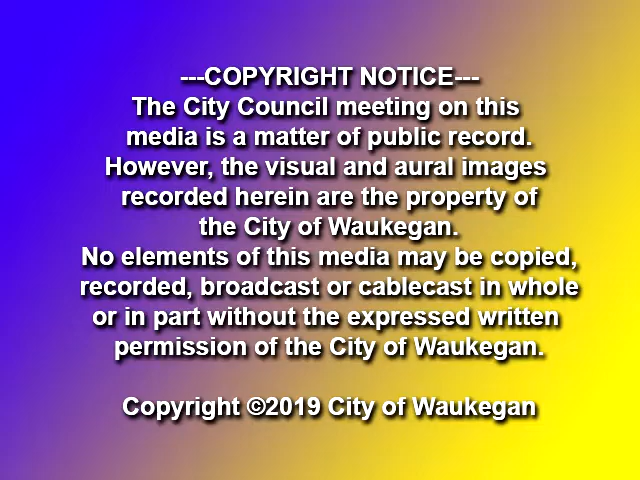 ---COPYRIGHT NOTICE---
The City Council meeting on this
media is a matter of public record.
However, the visual and aural images
recorded herein are the property of
the City of Waukegan.
No elements of this media may be copied,
recorded, broadcast or cablecast in whole
or in part without the expressed written
permission of the City of Waukegan.
Copyright ©2019 City of Waukegan